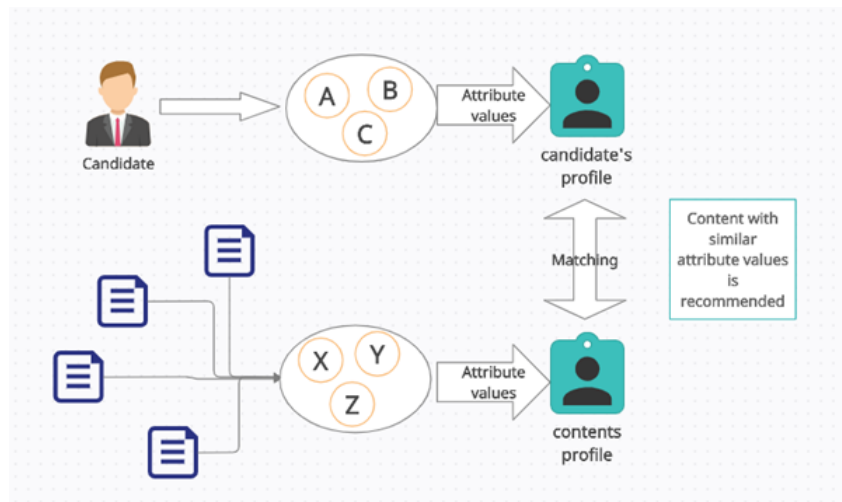 Candidate
A
B
C
Attribute
values
candidate's
profile
Matching
Content with
similar
attribute values
is
recommended
X
Y
Z
Attribute
values
contents
profile